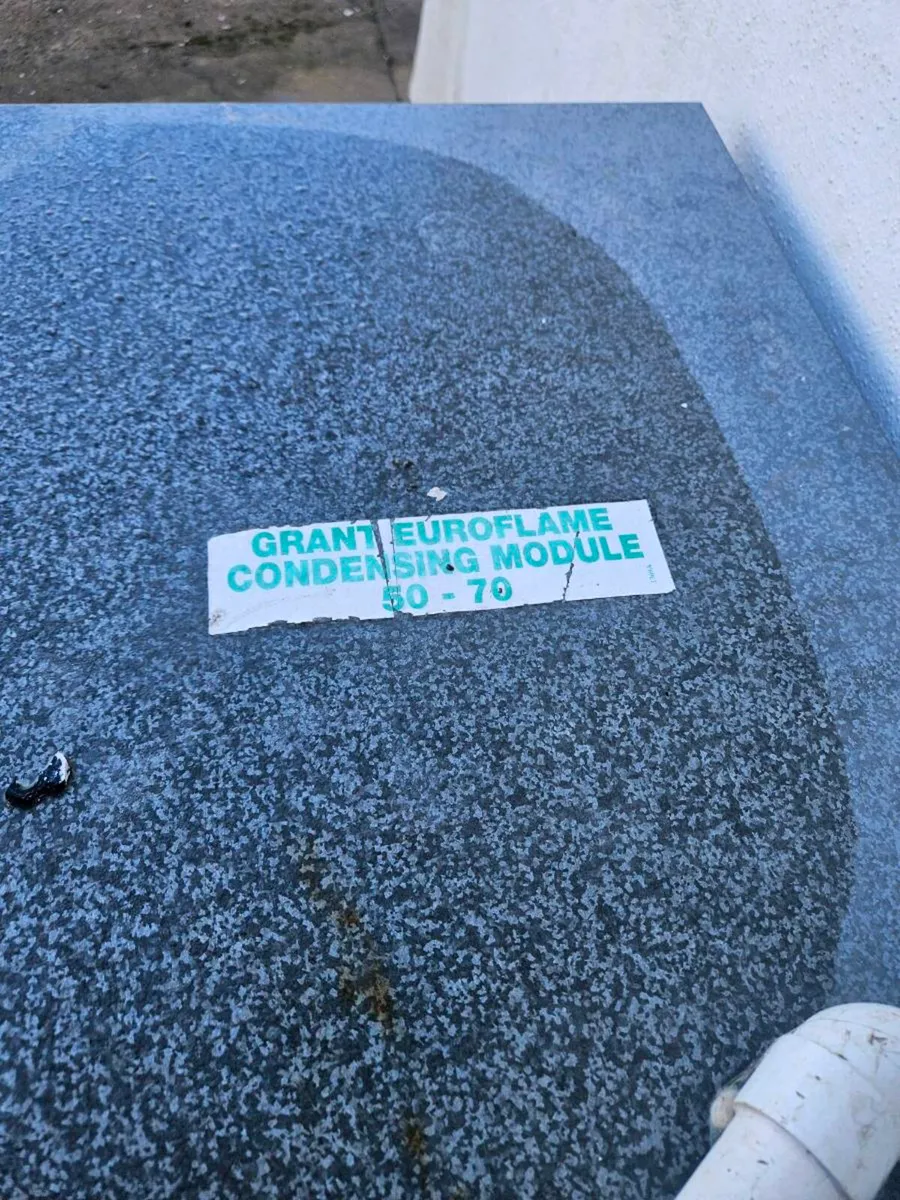 GRANT EUROFLAME
CONDENSING MODULE
50 - 70